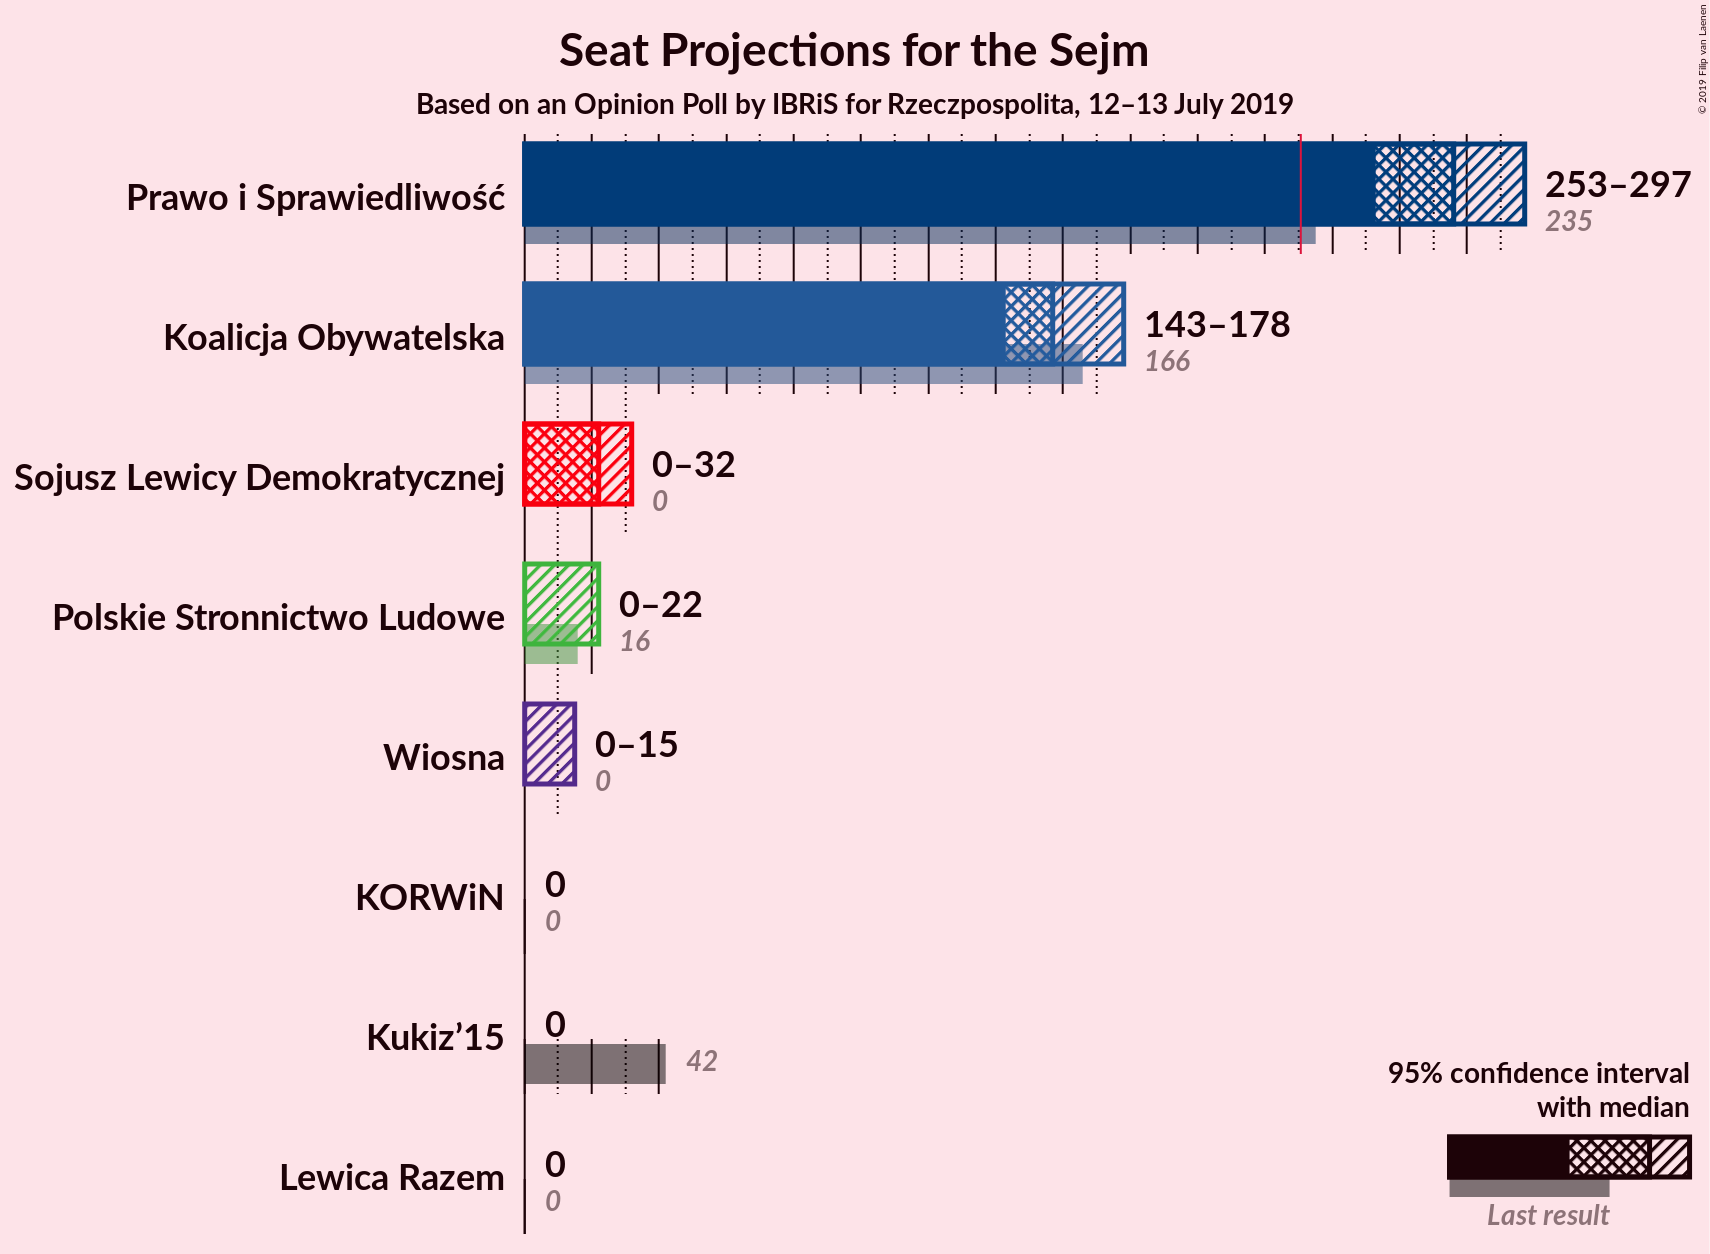 Seat Projections for the Sejm
Based on an Opinion Poll by IBRiS for Rzeczpospolita, 12–13 July 2019
© 2019 Filip van Laenen
Prawo i Sprawiedliwość
253–297
235
Koalicja Obywatelska
143–178
166
Sojusz Lewicy Demokratycznej
0–32
0
Polskie Stronnictwo Ludowe
0–22
16
Wiosna
0–15
0
KORWiN
0
0
Kukiz’15
0
42
Lewica Razem
0
0
95% confidence interval
with median
Last result